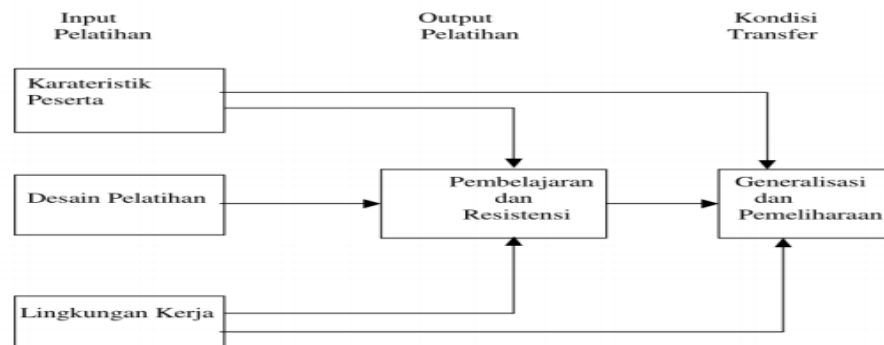 Input
Pelatihan
Output
Pelatihan
Kondisi
Transfer
Karateristik
Peserta
Desain Pelatihan
Pembelajaran
dan
Resistensi
Generalisasi
dan
Pemeliharaan
Lingkungan Kerja